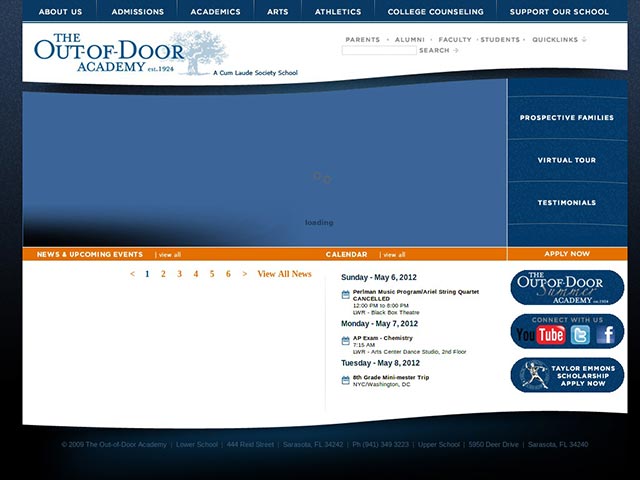 ABOUT US ADMISSIONS ACADEMICS ARTS ATHLETICS COLLEGE COUNSELING SUPPORT OUR SCHOOL
THE
OUT-OF-DOOR
ACADEMY est.1924
A Cum Laude Society School
PARENTS • ALUMNI • FACULTY • STUDENTS • QUICKLINKS
SEARCH
PROSPECTIVE FAMILIES
VIRTUAL TOUR
TESTIMONIALS
loading
NEWS & UPCOMING EVENTS | view all CALENDAR | view all APPLY NOW
< 1 2 3 4 5 6 > View All News
Sunday - May 6, 2012
Perlman Music Program/Ariel String Quartet
CANCELLED
12:00 PM to 8:00 PM
LWR - Black Box Theatre
Monday - May 7, 2012
AP Exam - Chemistry
7:15 AM
LWR - Arts Center Dance Studio, 2nd Floor
Tuesday - May 8, 2012
8th Grade Mini-mester Trip
NYC/Washington, DC
THE
OUT-OF-DOOR
Summer
ACADEMY est.1924
CONNECT WITH US
YouTube t f
TAYLOR EMMONS
SCHOLARSHIP
APPLY NOW
© 2009 The Out-of-Door Academy | Lower School | 444 Reid Street | Sarasota, FL 34242 | Ph (941) 349 3223 | Upper School | 5950 Deer Drive | Sarasota, FL 34240